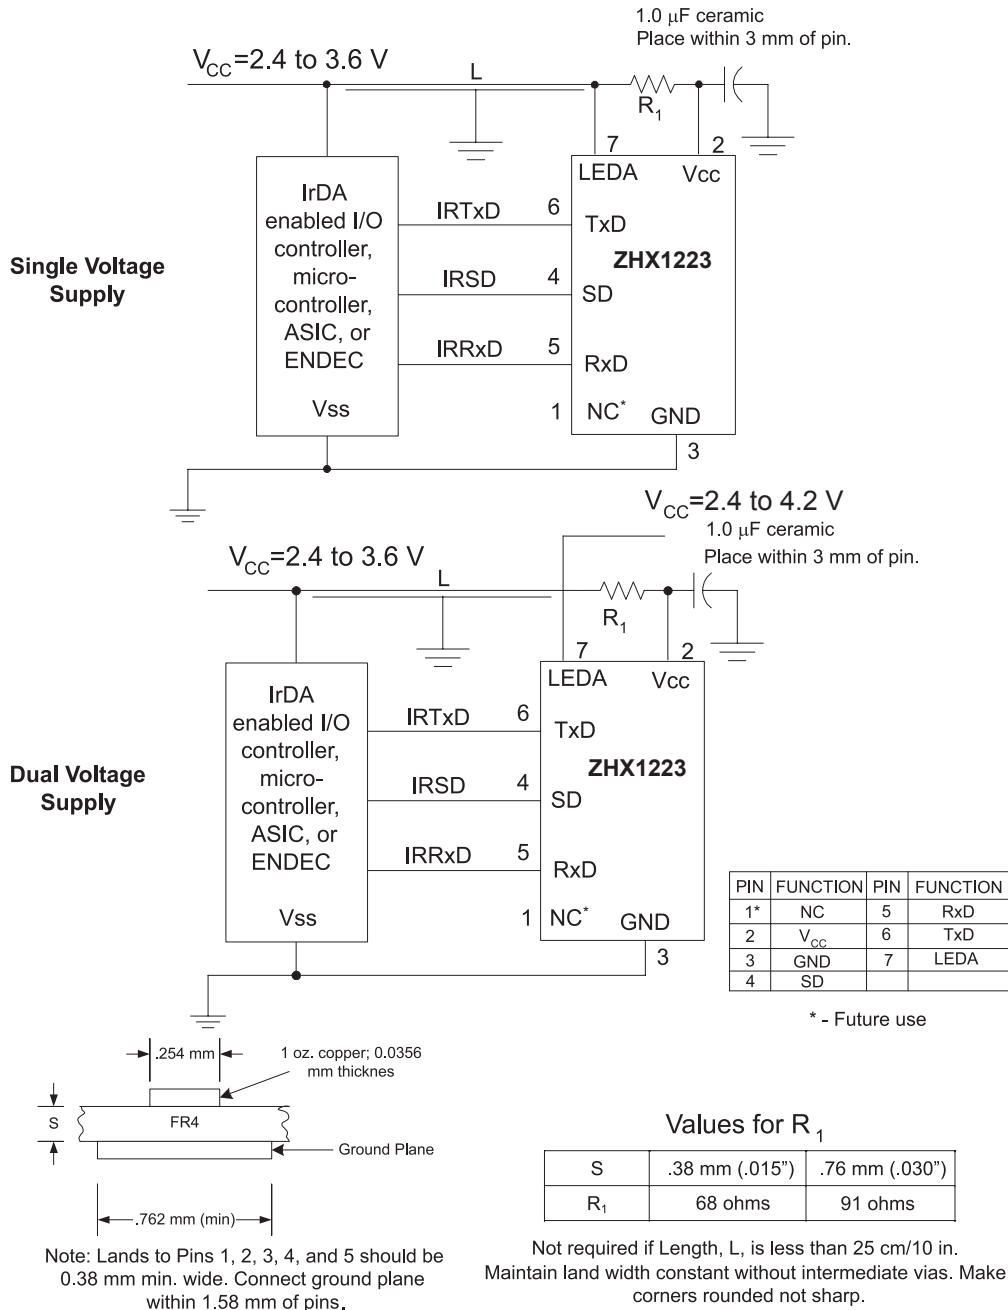 1.0 μF ceramic
Place within 3 mm of pin.
VCC=2.4 to 3.6 V
L
R1
7
2
LEDA
Vcc
IrDA
enabled I/O
controller,
micro-
controller,
ASIC, or
ENDEC
Vss
IRTxD
6
TxD
ZHX1223
Single Voltage
Supply
IRSD
4
SD
IRRxD
5
RxD
1
NC*
GND
3
VCC=2.4 to 4.2 V
1.0 μF ceramic
Place within 3 mm of pin.
VCC=2.4 to 3.6 V
L
R1
7
2
LEDA
Vcc
IrDA
enabled I/O
controller,
micro-
controller,
ASIC, or
ENDEC
Vss
IRTxD
6
TxD
ZHX1223
Dual Voltage
Supply
IRSD
4
SD
IRRxD
5
RxD
1
NC*
GND
3
PIN FUNCTION PIN FUNCTION
1* NC 5 RxD
2 VCC 6 TxD
3 GND 7 LEDA
4 SD
* - Future use
.254 mm
1 oz. copper; 0.0356
mm thicknes
S
FR4
Ground Plane
.762 mm (min)
Note: Lands to Pins 1, 2, 3, 4, and 5 should be
0.38 mm min. wide. Connect ground plane
within 1.58 mm of pins.
Values for R1
S .38 mm (.015”) .76 mm (.030”)
R1 68 ohms 91 ohms
Not required if Length, L, is less than 25 cm/10 in.
Maintain land width constant without intermediate vias. Make
corners rounded not sharp.